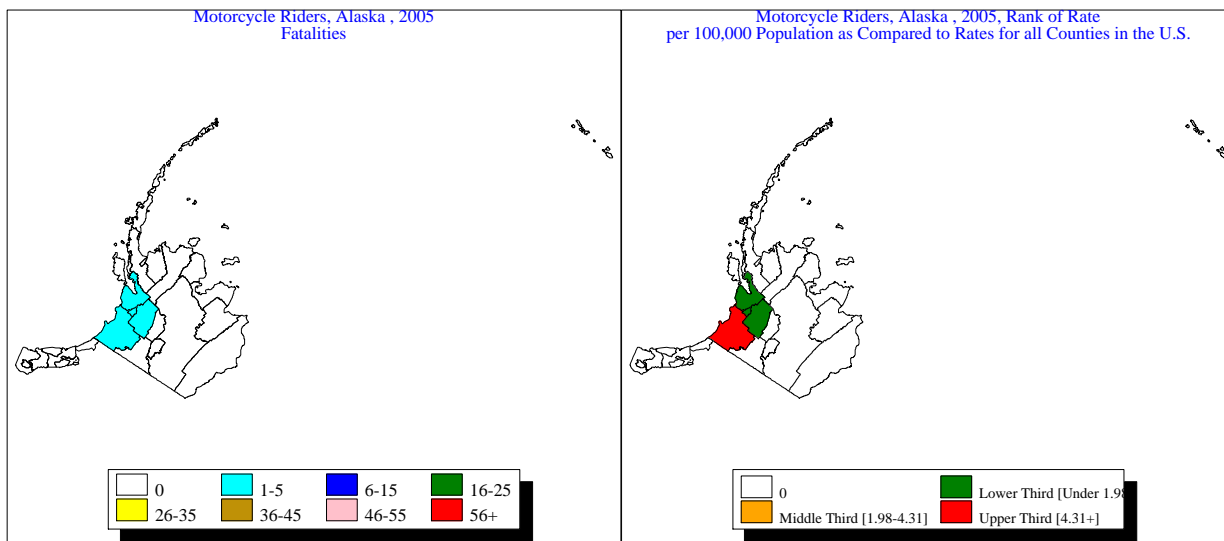 Motorcycle Riders, Alaska , 2005
Fatalities
0
1-5
6-15
16-25
26-35
36-45
46-55
56+
Motorcycle Riders, Alaska , 2005, Rank of Rate
per 100,000 Population as Compared to Rates for all Counties in the U.S.
0
Lower Third [Under 1.98
Middle Third [1.98-4.31]
Upper Third [4.31+]